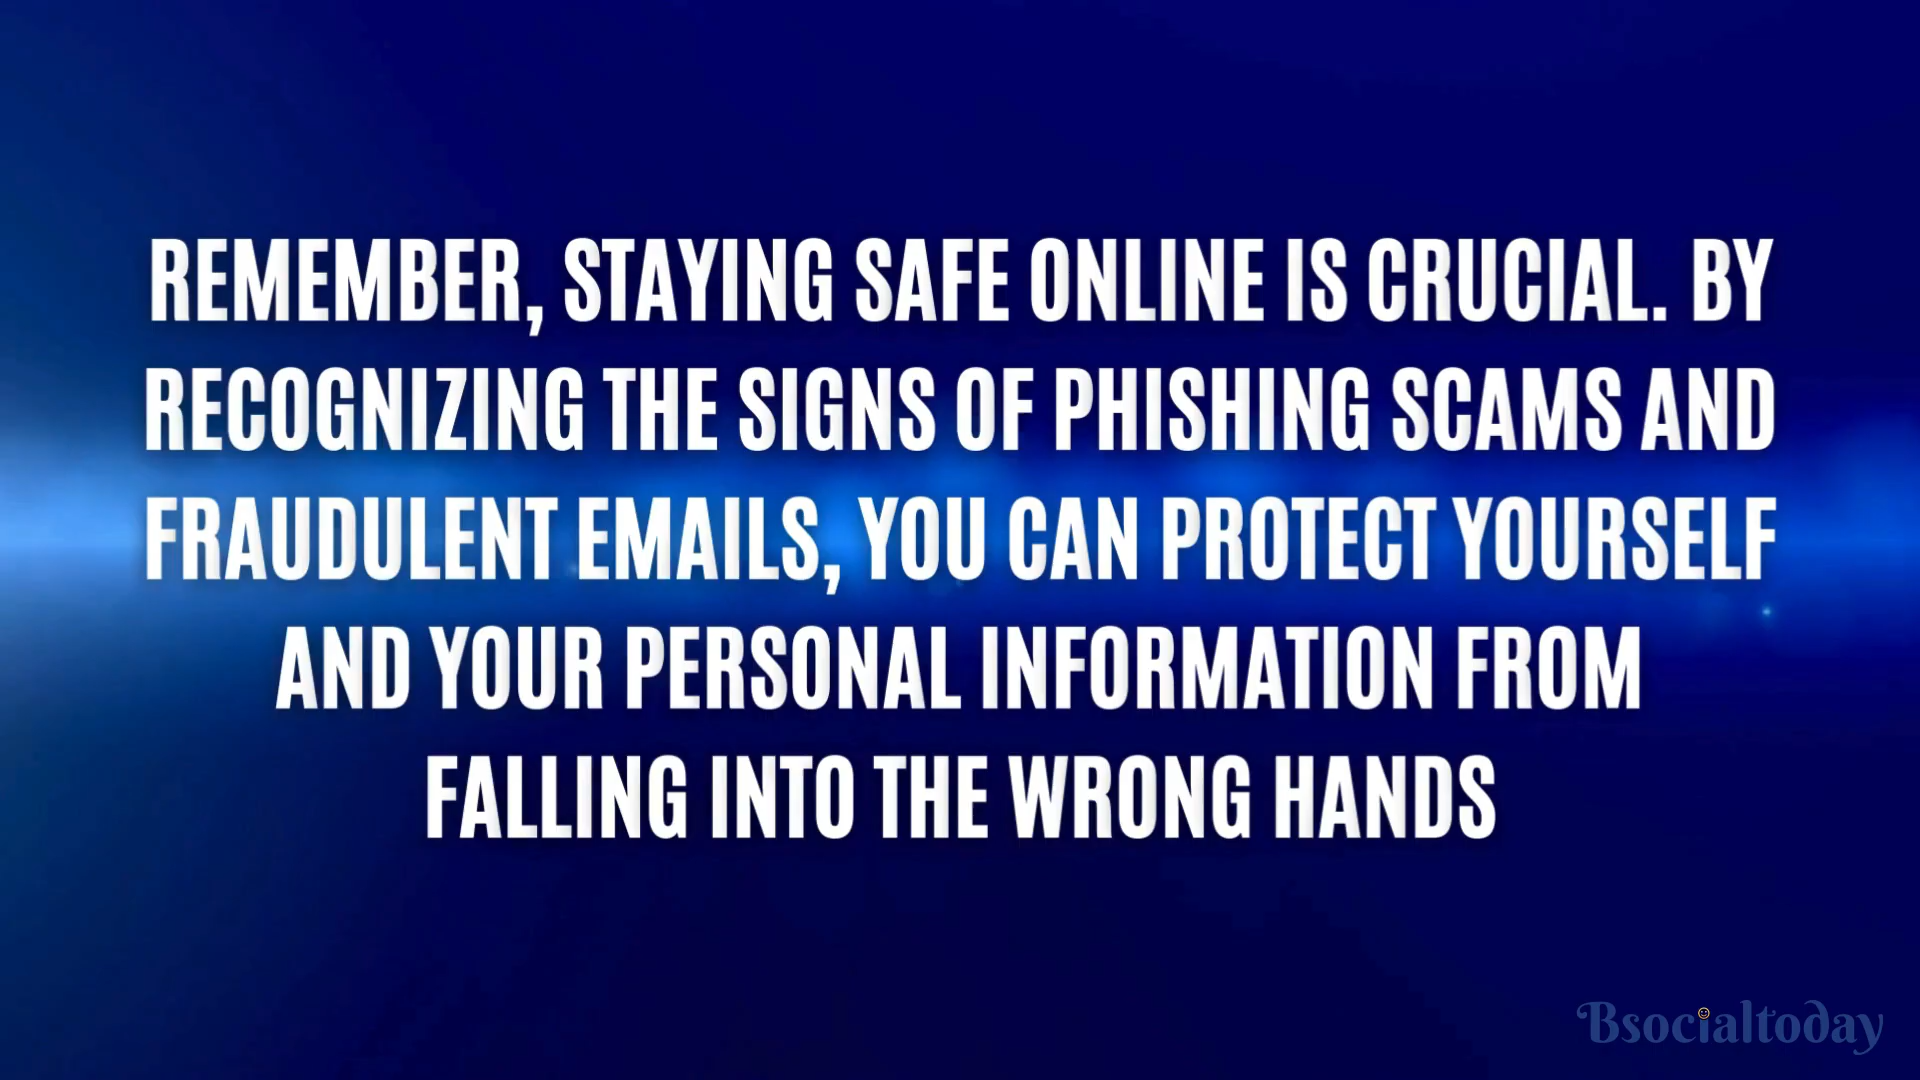 REMEMBER, STAYING SAFE ONLINE IS CRUCIAL. BY
RECOGNIZING THE SIGNS OF PHISHING SCAMS AND
FRAUDULENT EMAILS, YOU CAN PROTECT YOURSELF
AND YOUR PERSONAL INFORMATION FROM
FALLING INTO THE WRONG HANDS
Bsocialtoday